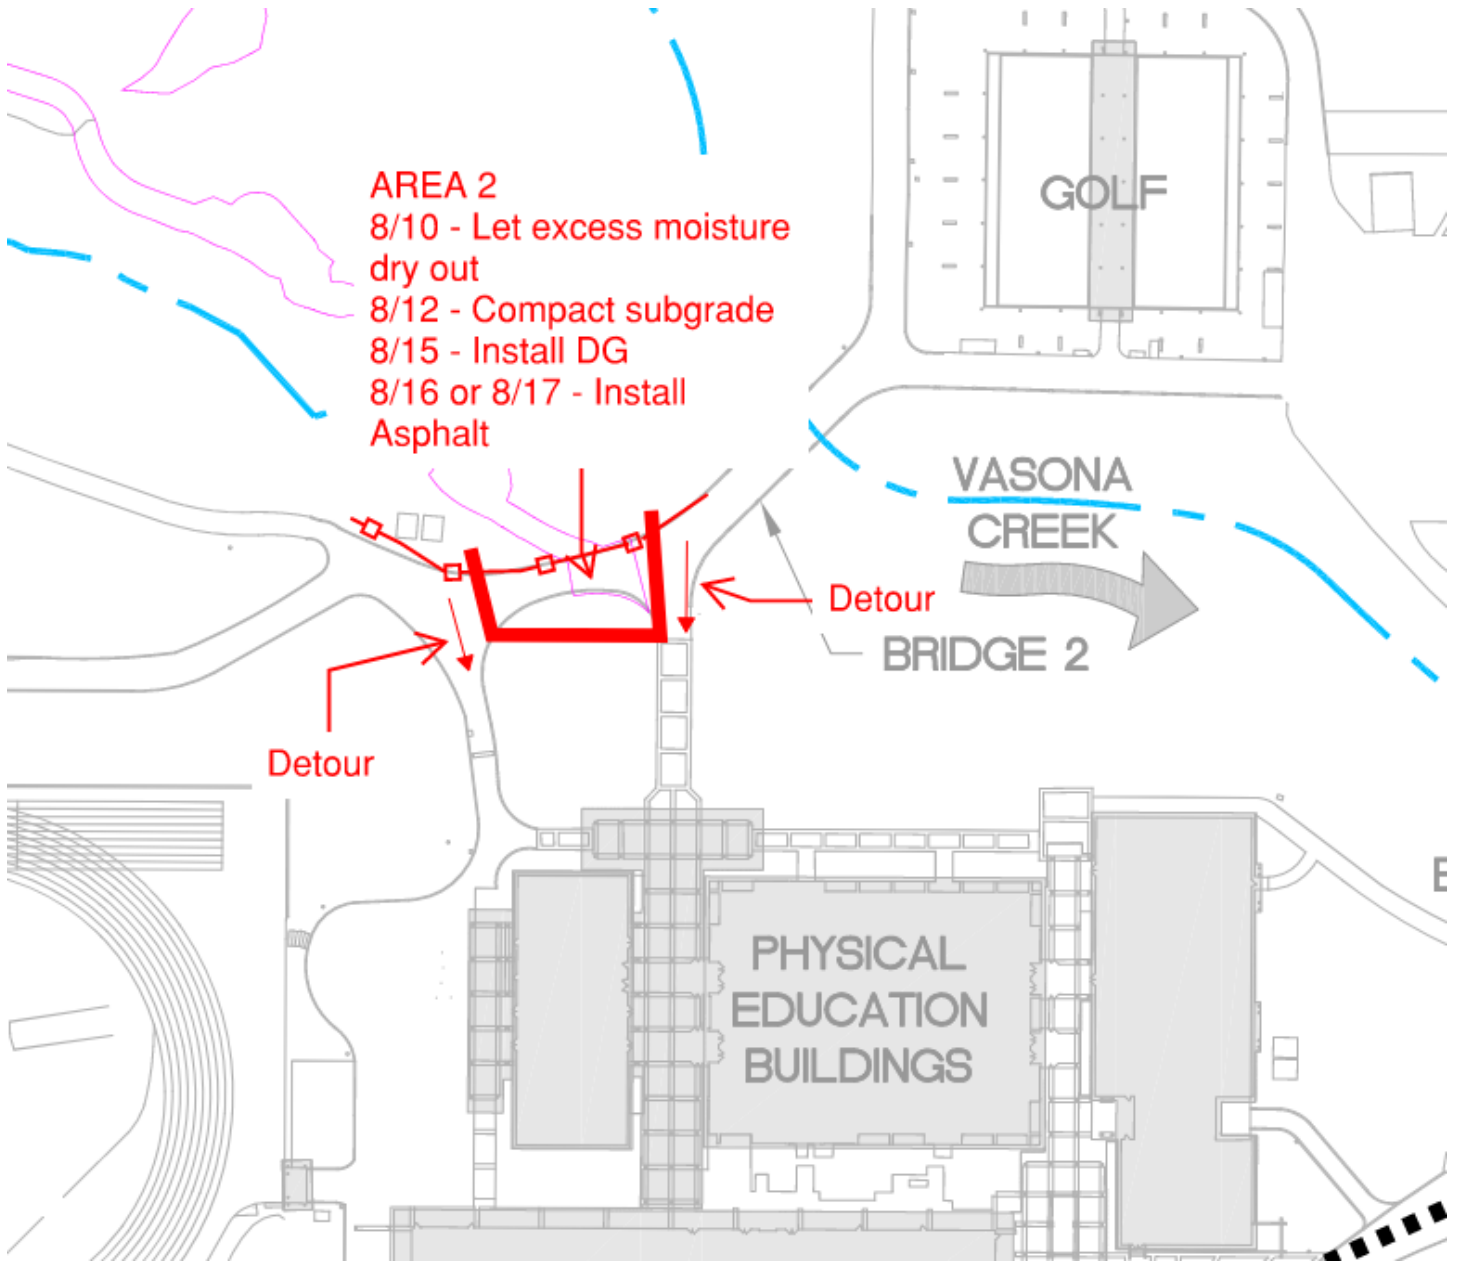 GOLF
AREA 2
8/10 - Let excess moisture
dry out
8/12 - Compact subgrade
8/15 - Install DG
8/16 or 8/17 - Install
Asphalt
VASONA
CREEK
Detour
BRIDGE 2
Detour
PHYSICAL
EDUCATION
BUILDINGS